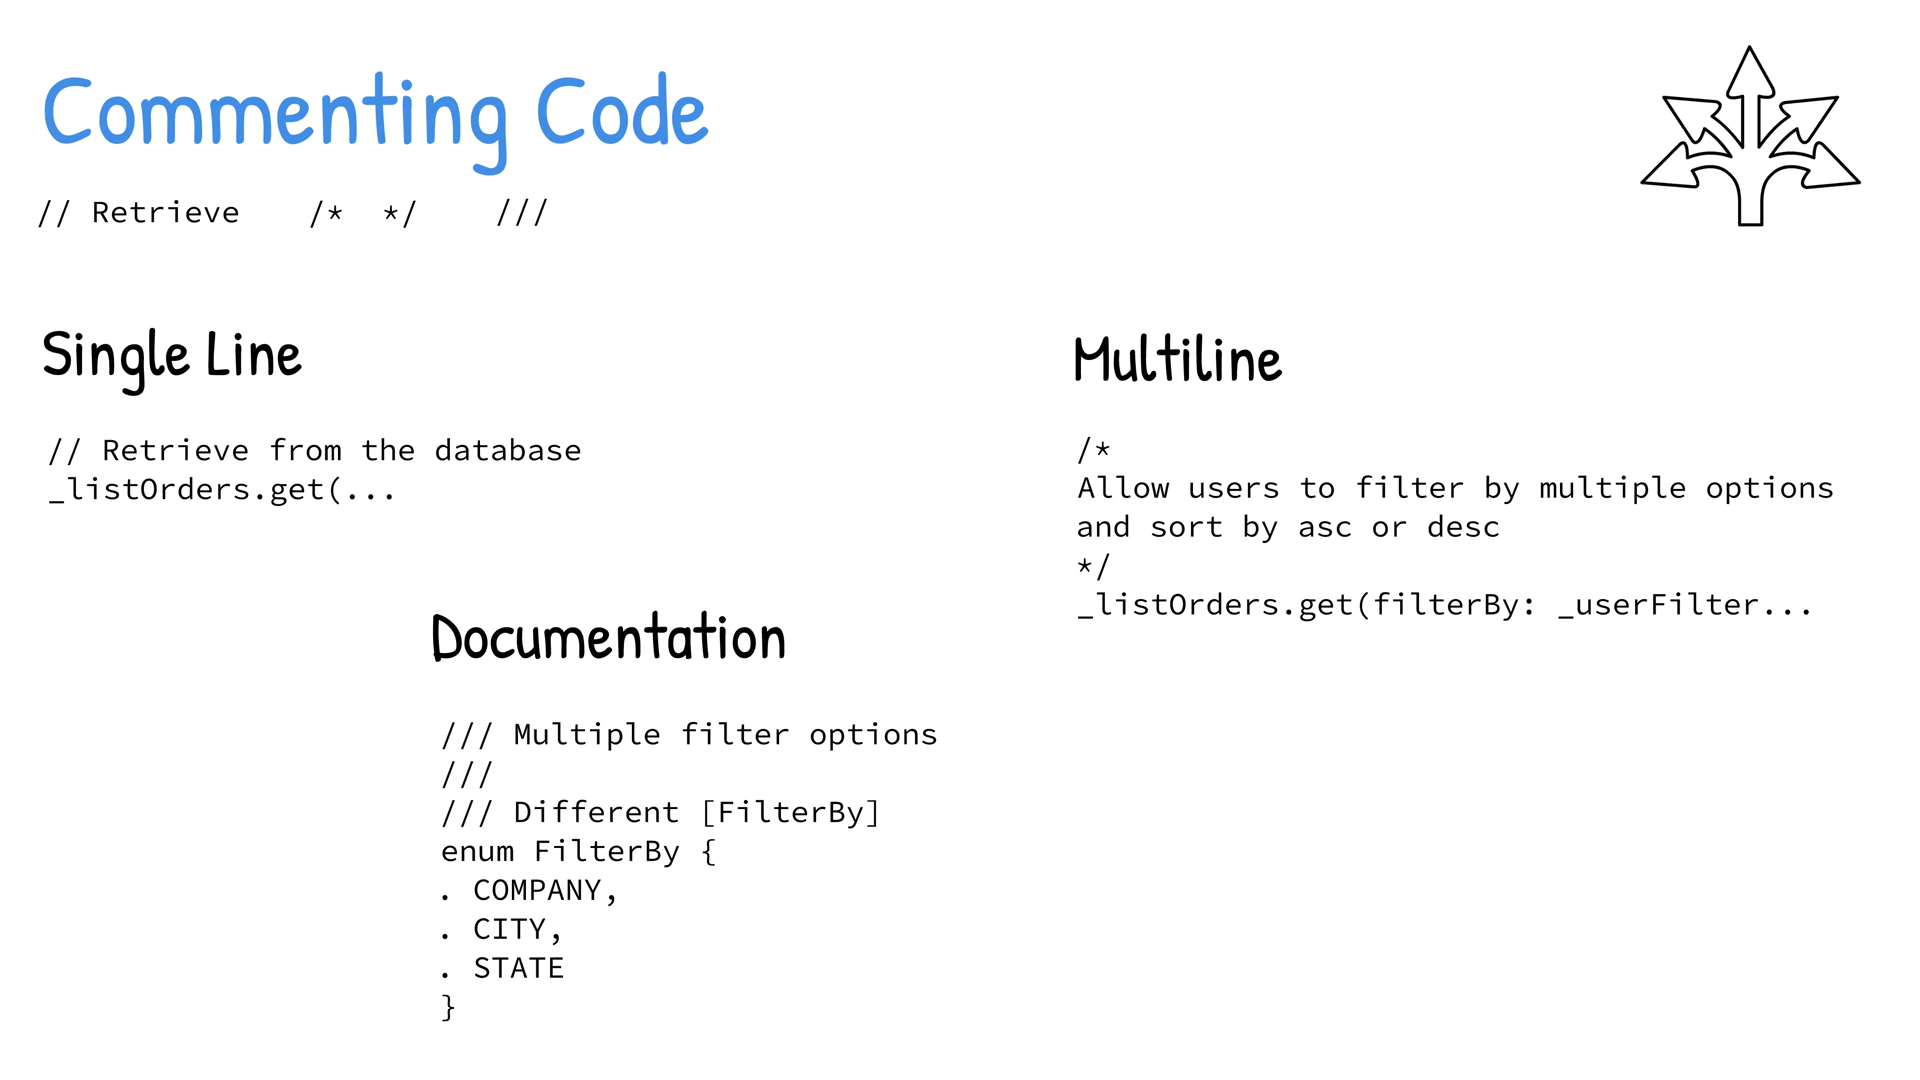 Commenting Code
// Retrieve    /*  */    ///
Single Line
// Retrieve from the database
_listOrders.get(...
Multiline
/*
Allow users to filter by multiple options
and sort by asc or desc
*/
_listOrders.get(filterBy: _userFilter...
Documentation
/// Multiple filter options
///
/// Different [FilterBy]
enum FilterBy {
. COMPANY,
. CITY,
. STATE
}